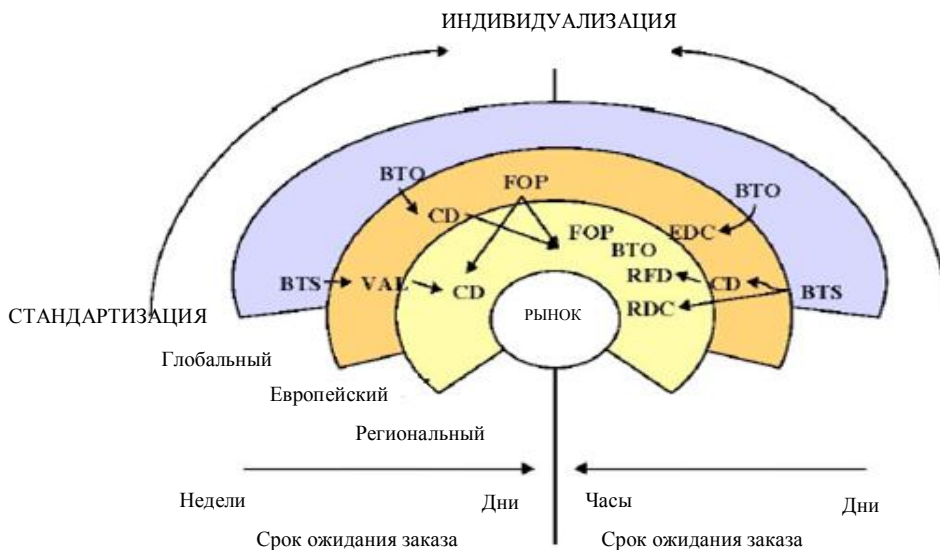 ИНДИВИДУАЛИЗАЦИЯ
BTO
FOP
BTO
CD
FOP
EDC
BTO
BTS
VAL
CD
RFD
CD
BTS
RDC
СТАНДАРТИЗАЦИЯ
РЫНОК
Глобальный
Европейский
Региональный
Недели
Дни
Часы
Дни
Срок ожидания заказа
Срок ожидания заказа